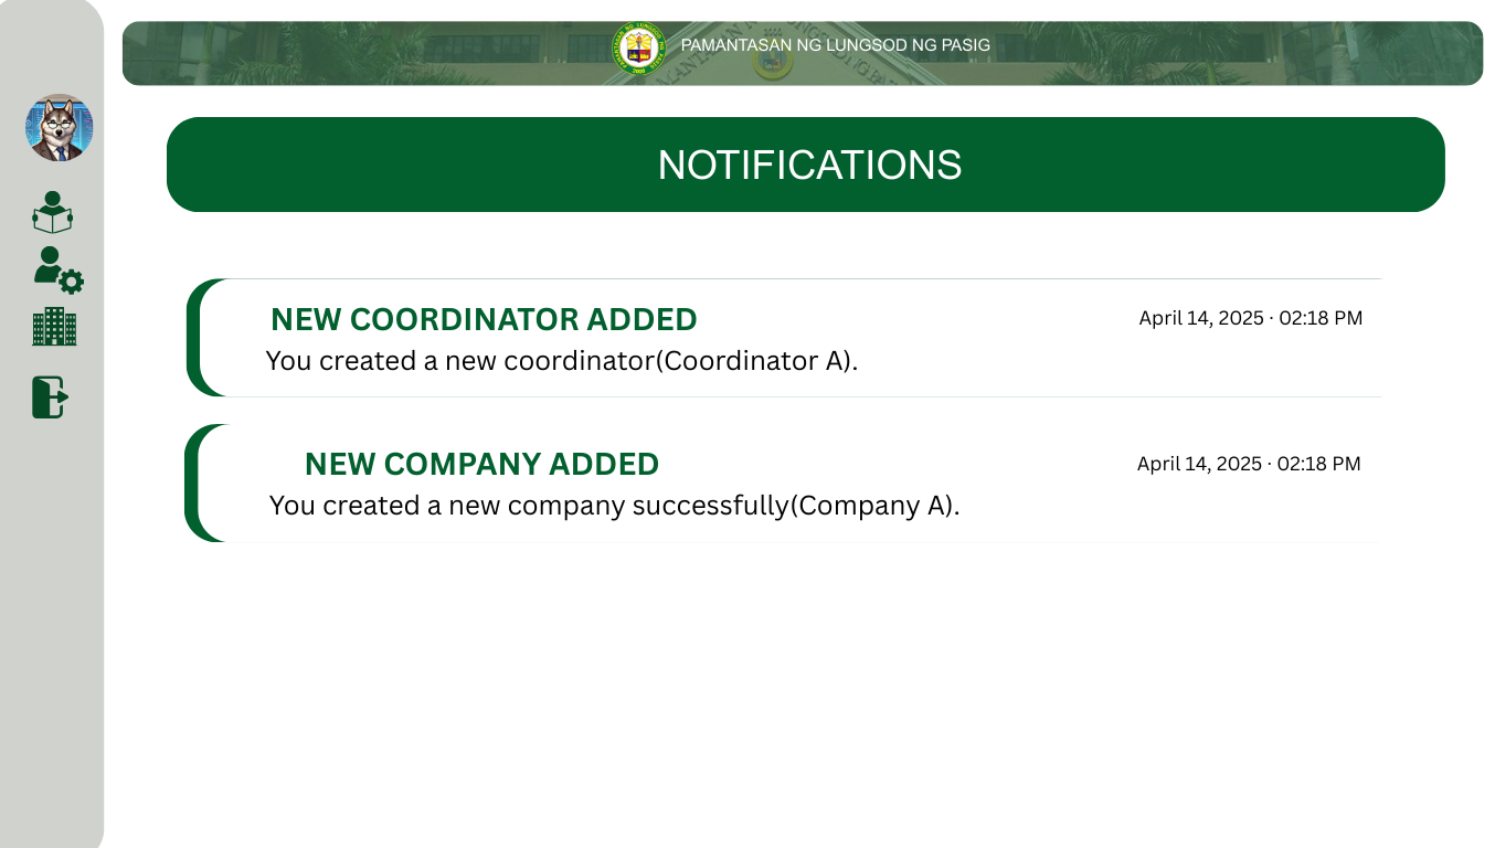 PAMANTASAN NG LUNGSOD NG PASIG
NOTIFICATIONS
NEW COORDINATOR ADDED
April 14, 2025 · 02:18 PM
You created a new coordinator(Coordinator A).
NEW COMPANY ADDED
April 14, 2025 · 02:18 PM
You created a new company successfully(Company A).